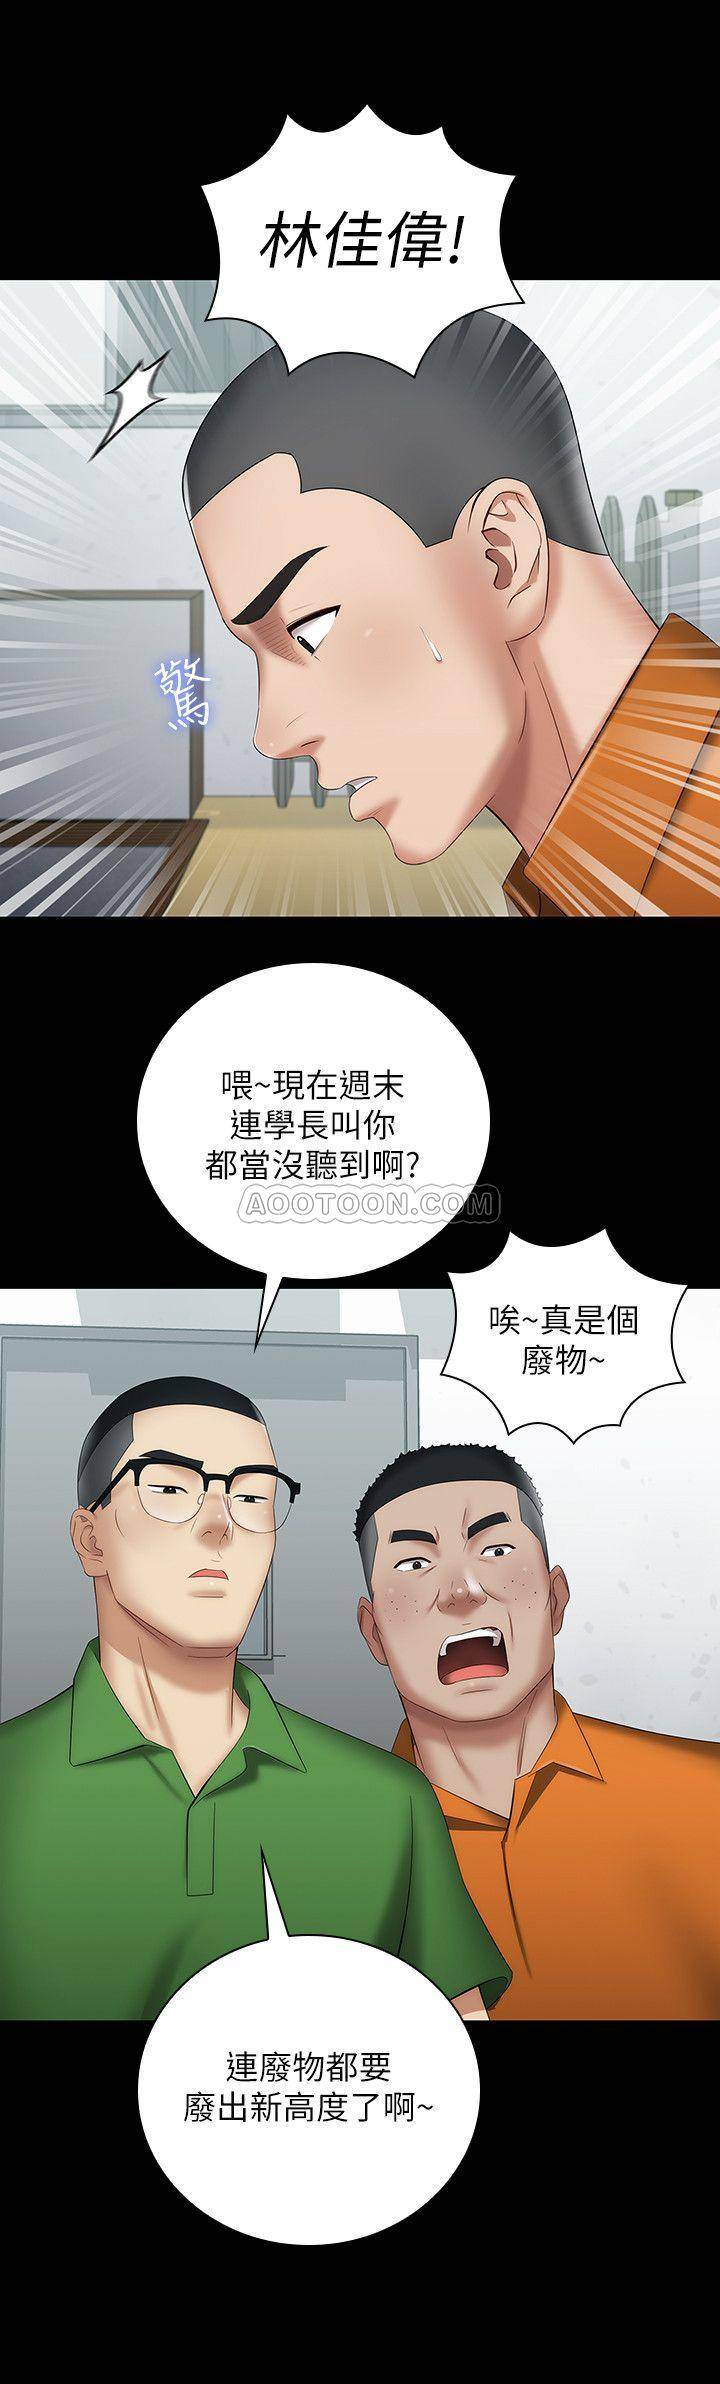 林佳偉!
驚
喂~現在週末
連學長叫你
都當沒聽到啊?
AOOTOON.COM
唉~真是個
廢物~
連廢物都要
廢出新高度了啊~